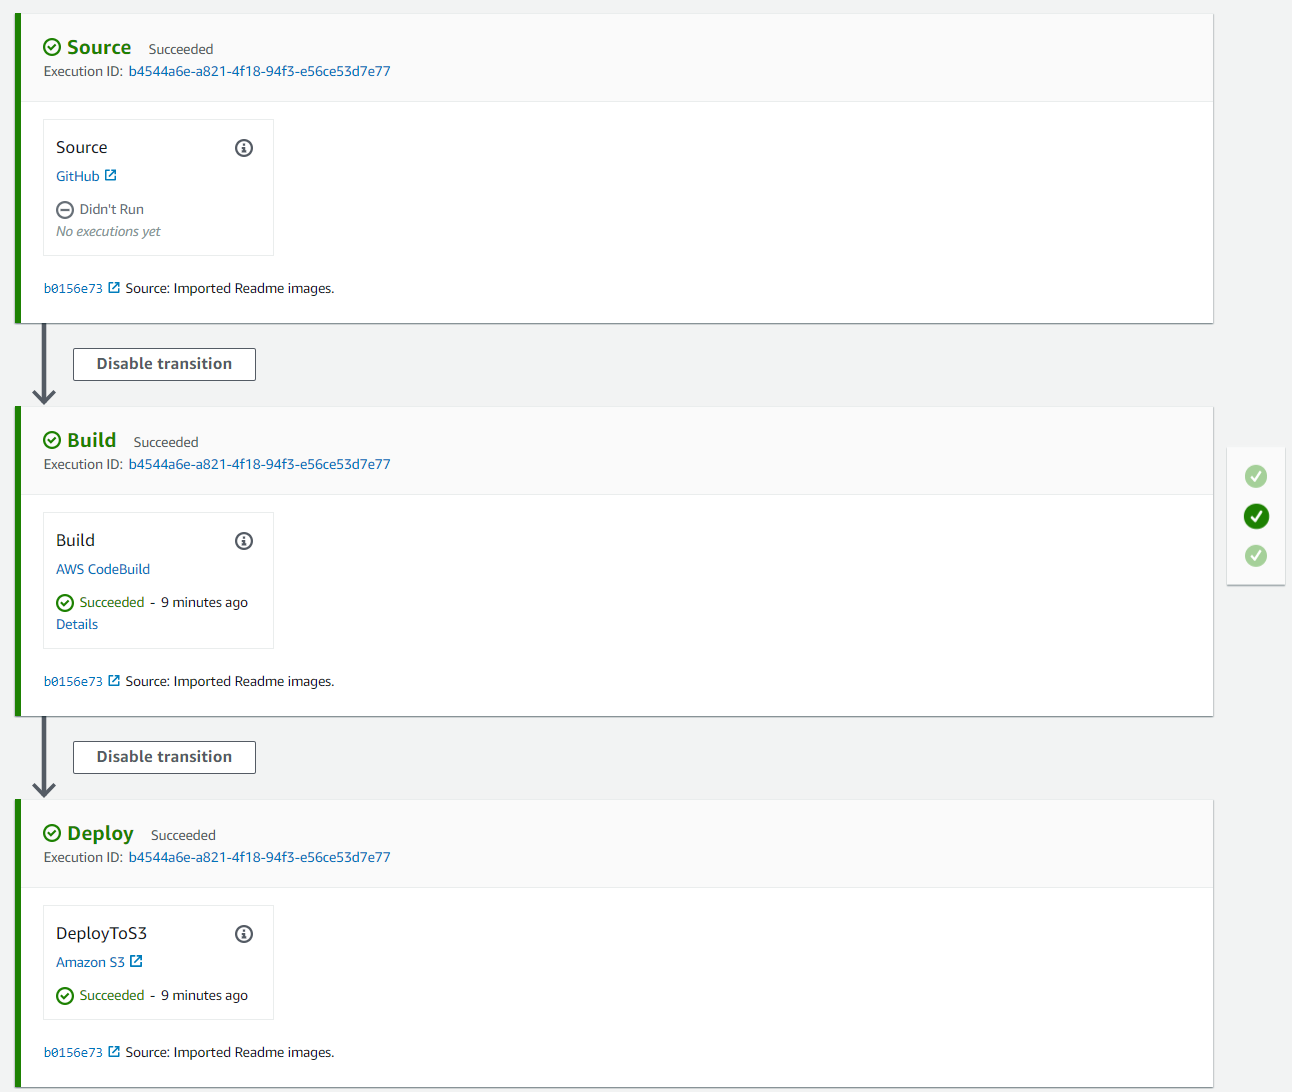 Source Succeeded
Execution ID: b4544a6e-a821-4f18-94f3-e56ce53d7e77
Source
GitHub
Didn't Run
No executions yet
b0156e73 Source: Imported Readme images.
Disable transition
Build Succeeded
Execution ID: b4544a6e-a821-4f18-94f3-e56ce53d7e77
Build
AWS CodeBuild
Succeeded - 9 minutes ago
Details
b0156e73 Source: Imported Readme images.
Disable transition
Deploy Succeeded
Execution ID: b4544a6e-a821-4f18-94f3-e56ce53d7e77
DeployToS3
Amazon S3
Succeeded - 9 minutes ago
b0156e73 Source: Imported Readme images.